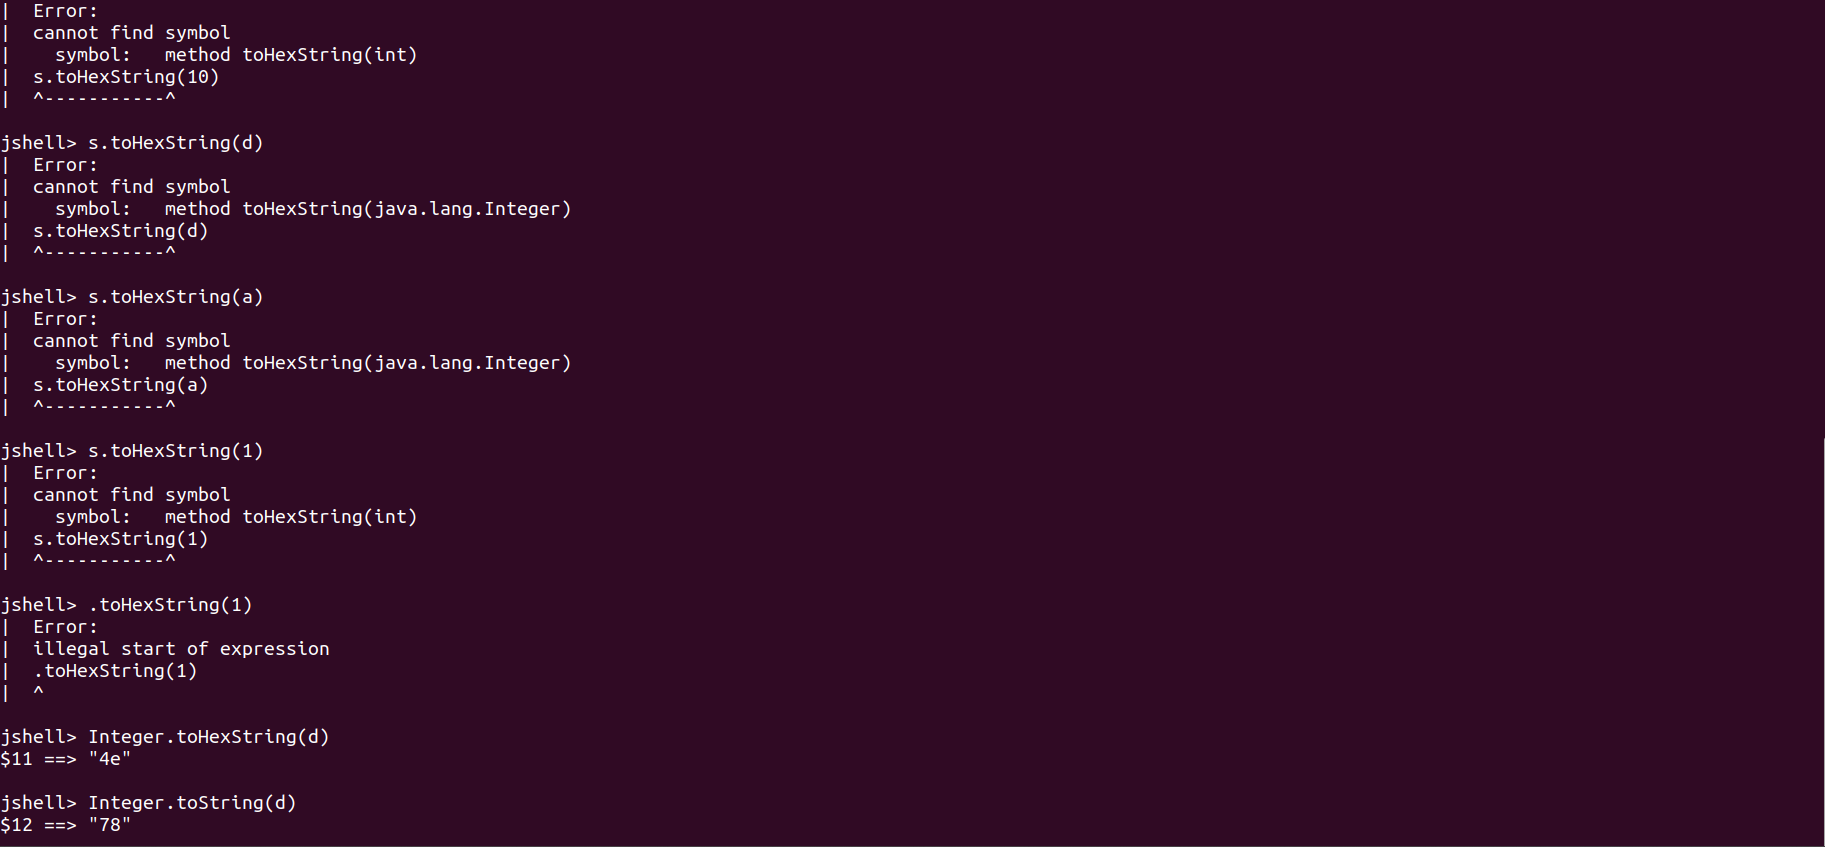 |  Error:
|  cannot find symbol
|    symbol:   method toHexString(int)
|  s.toHexString(10)
|  ^-----------^
jshell> s.toHexString(d)
|  Error:
|  cannot find symbol
|    symbol:   method toHexString(java.lang.Integer)
|  s.toHexString(d)
|  ^-----------^
jshell> s.toHexString(a)
|  Error:
|  cannot find symbol
|    symbol:   method toHexString(java.lang.Integer)
|  s.toHexString(a)
|  ^-----------^
jshell> s.toHexString(1)
|  Error:
|  cannot find symbol
|    symbol:   method toHexString(int)
|  s.toHexString(1)
|  ^-----------^
jshell> .toHexString(1)
|  Error:
|  illegal start of expression
|  .toHexString(1)
|  ^
jshell> Integer.toHexString(d)
$11 ==> "4e"
jshell> Integer.toString(d)
$12 ==> "78"